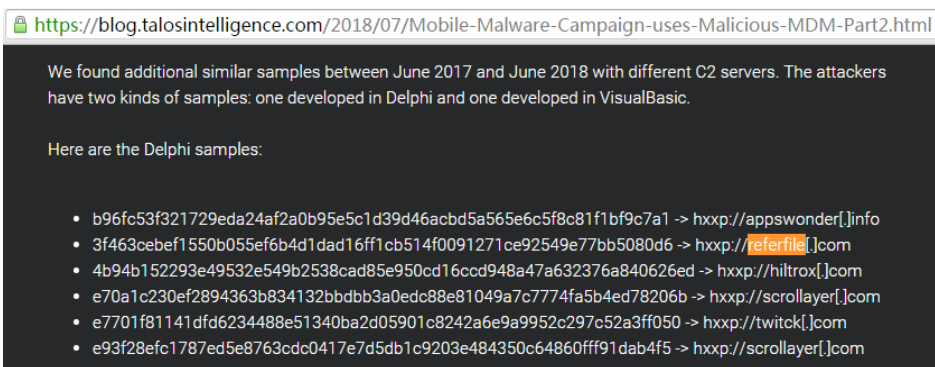 https://blog.talosintelligence.com/2018/07/Mobile-Malware-Campaign-uses-Malicious-MDM-Part2.html
We found additional similar samples between June 2017 and June 2018 with different C2 servers. The attackers
have two kinds of samples: one developed in Delphi and one developed in VisualBasic.
Here are the Delphi samples:
• b96fc53f321729eda24af2a0b95e5c1d39d46acbd5a565e6c5f8c81f1bf9c7a1 -> hxxp://appswonder[.]info
• 3f463cebef1550b055ef6b4d1dad16ff1cb514f0091271ce92549e77bb5080d6 -> hxxp://referfile[.]com
• 4b94b152293e49532e549b2538cad85e950cd16ccd948a47a632376a840626ed -> hxxp://hiltrox[.]com
• e70a1c230ef2894363b834132bbdbb3a0edc88e81049a7c7774fa5b4ed78206b -> hxxp://scrollayer[.]com
• e7701f81141dfd6234488e51340ba2d05901c8242a6e9a9952c297c52a3ff050 -> hxxp://twitck[.]com
• e93f28efc1787ed5e8763cdc0417e7d5db1c9203e484350c64860fff91dab4f5 -> hxxp://scrollayer[.]com